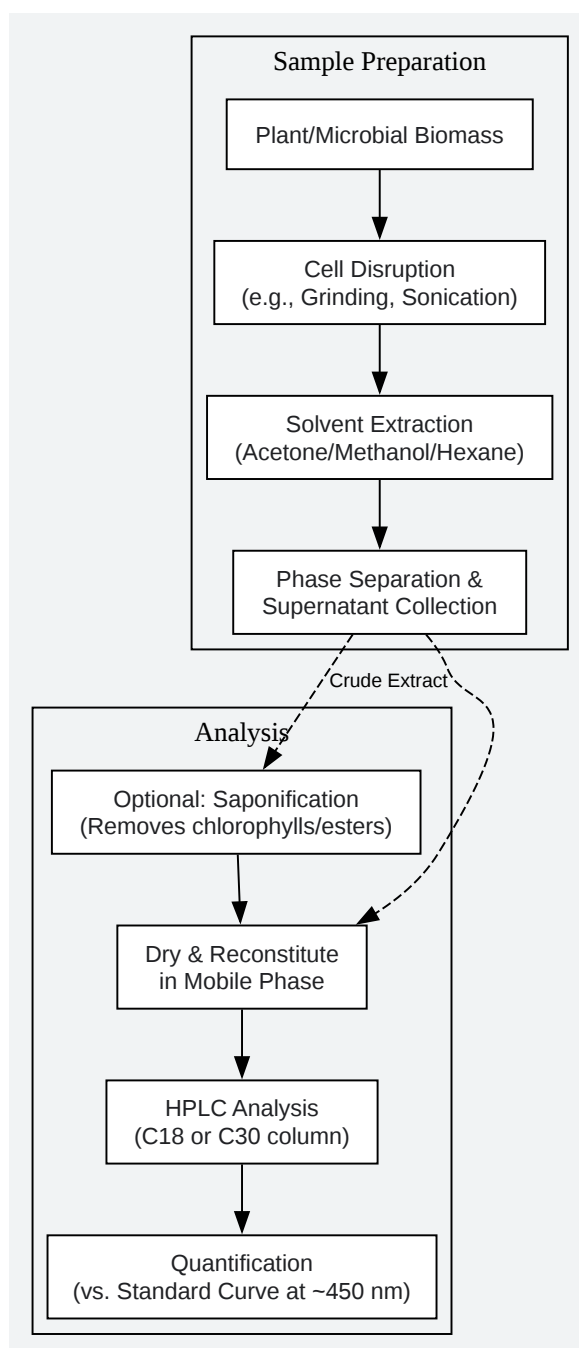 Sample Preparation
Plant/Microbial Biomass
Cell Disruption
(e.g., Grinding, Sonication)
Solvent Extraction
(Acetone/Methanol/Hexane)
Phase Separation &
Supernatant Collection
Crude Extract
Analysis
Optional: Saponification
(Removes chlorophylls/esters)
Dry & Reconstitute
in Mobile Phase
HPLC Analysis
(C18 or C30 column)
Quantification
(vs. Standard Curve at ~450 nm)